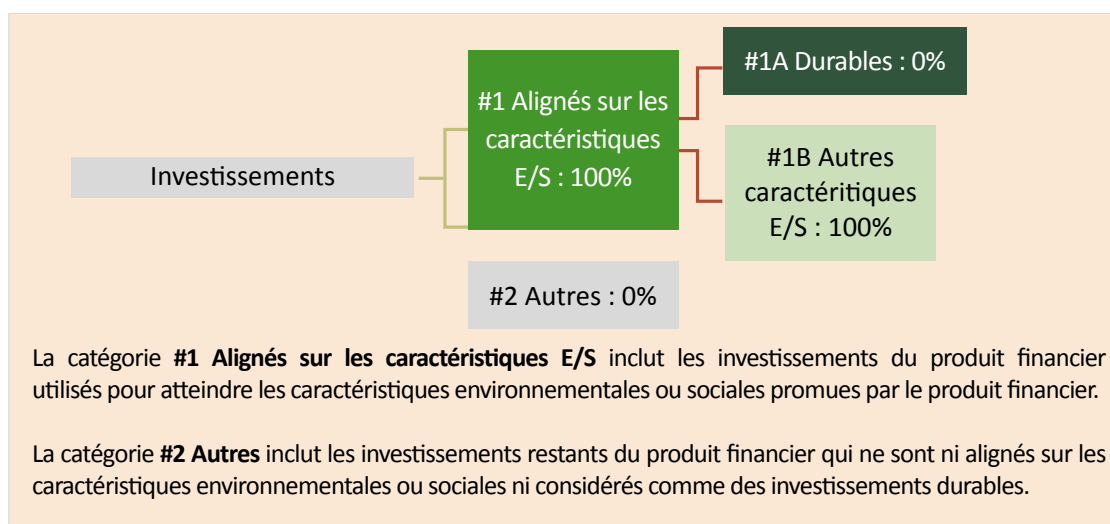 Investissements
#1 Alignés sur les
caractéristiques
E/S : 100%
#1A Durables : 0%
#1B Autres
caractéritiques
E/S : 100%
#2 Autres : 0%
La catégorie #1 Alignés sur les caractéristiques E/S inclut les investissements du produit financier
utilisés pour atteindre les caractéristiques environnementales ou sociales promues par le produit financier.
La catégorie #2 Autres inclut les investissements restants du produit financier qui ne sont ni alignés sur les
caractéristiques environnementales ou sociales ni considérés comme des investissements durables.